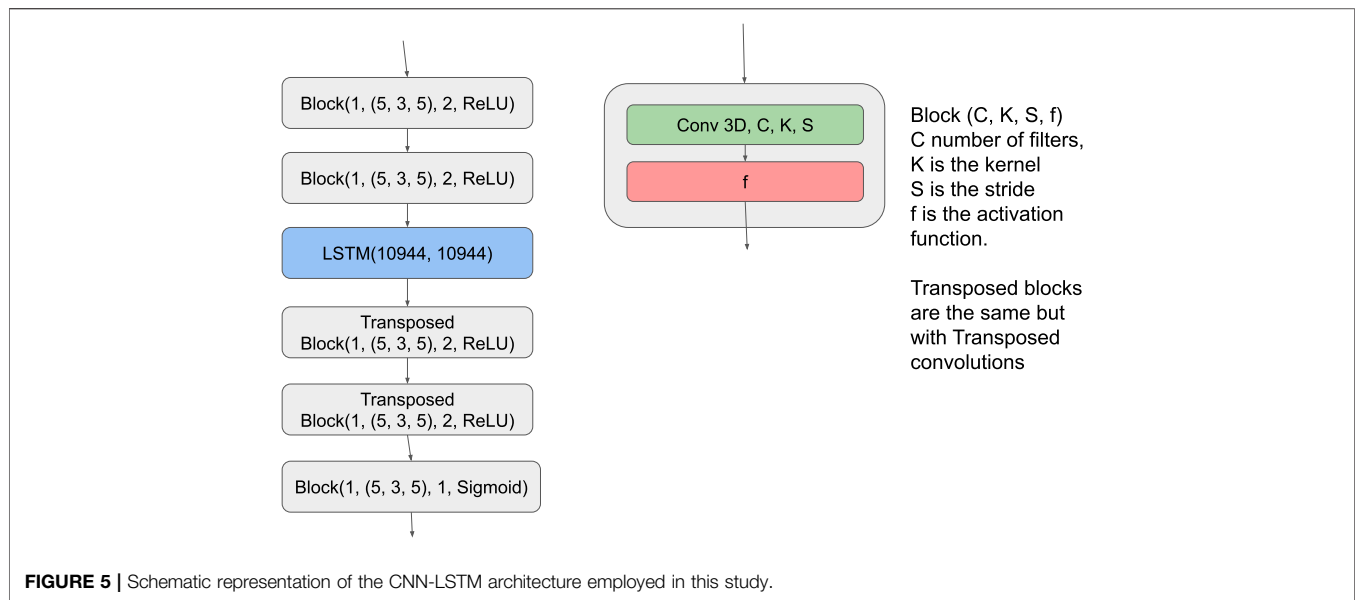 Block(1, (5, 3, 5), 2, ReLU)
Block(1, (5, 3, 5), 2, ReLU)
LSTM(10944, 10944)
Transposed
Block(1, (5, 3, 5), 2, ReLU)
Transposed
Block(1, (5, 3, 5), 2, ReLU)
Block(1, (5, 3, 5), 1, Sigmoid)
Conv 3D, C, K, S
f
Block (C, K, S, f)
C number of filters,
K is the kernel
S is the stride
f is the activation
function.
Transposed blocks
are the same but
with Transposed
convolutions
FIGURE 5 | Schematic representation of the CNN-LSTM architecture employed in this study.